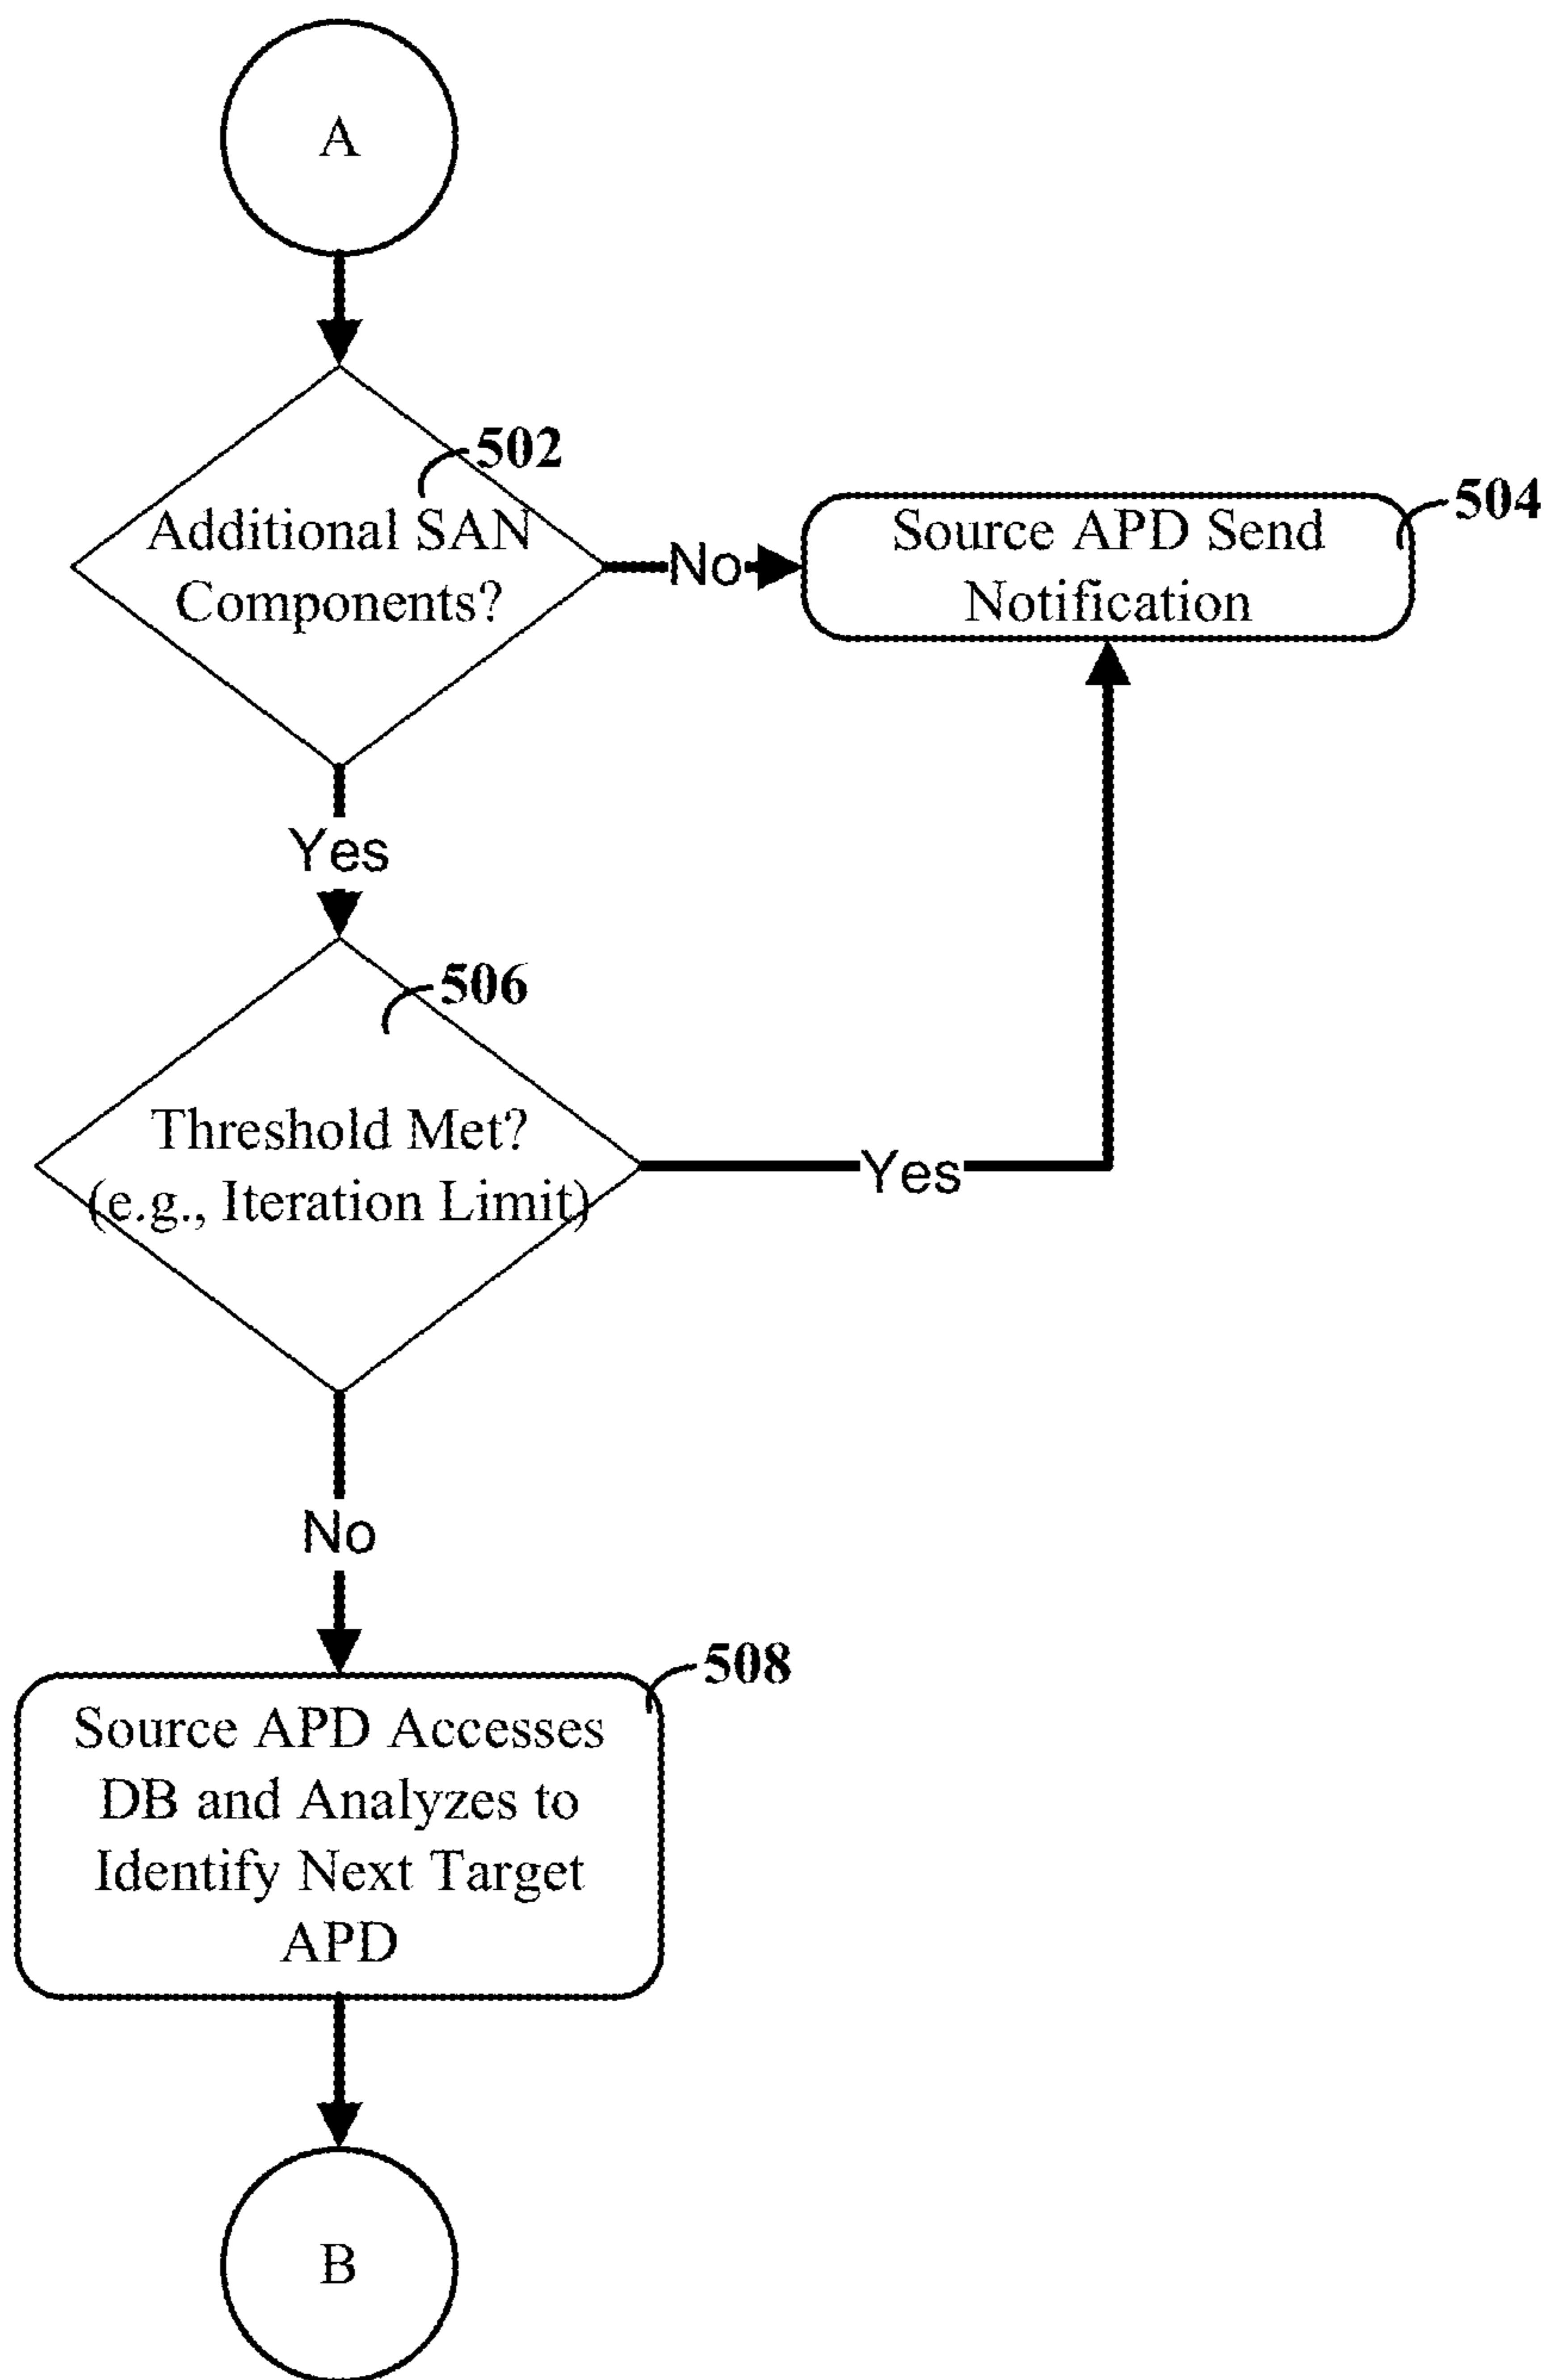 A
502
Additional SAN
Components?
No
504
Source APD Send
Notification
Yes
506
Threshold Met?
(e.g., Iteration Limit)
Yes
No
508
Source APD Accesses
DB and Analyzes to
Identify Next Target
APD
B